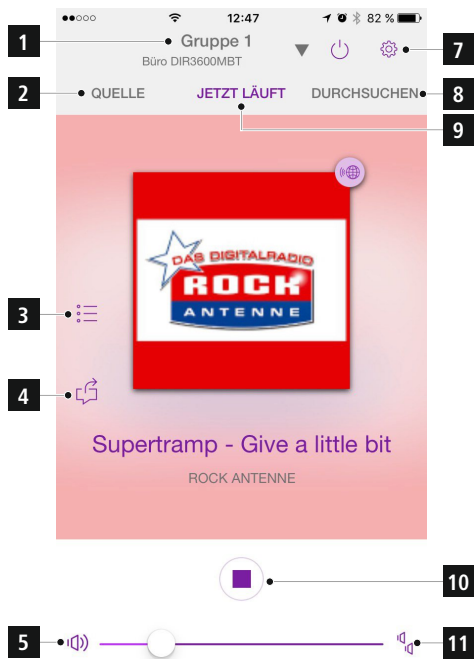 12:47
82 %
1
Gruppe 1
Büro DIR3600MBT
7
2
QUELLE
JETZT LÄUFT
DURCHSUCHEN
8
9
DAS DIGITALRADIO
ROCK
ANTENNE
3
4
Supertramp - Give a little bit
ROCK ANTENNE
10
5
11